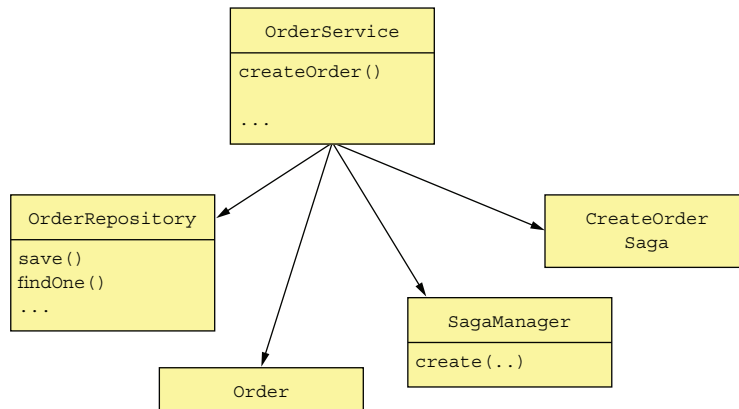 OrderService
createOrder()
...
OrderRepository
save()
findOne()
...
CreateOrder
Saga
SagaManager
create(..)
Order